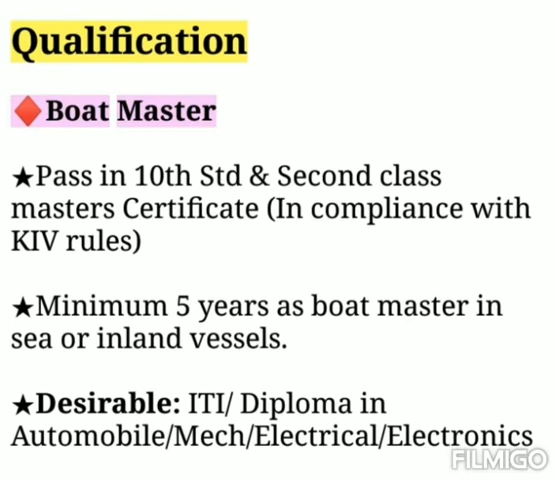 Qualification
♦Boat Master
★Pass in 10th Std & Second class
masters Certificate (In compliance with
KIV rules)
★Minimum 5 years as boat master in
sea or inland vessels.
★Desirable: ITI/ Diploma in
Automobile/Mech/Electrical/Electronics
FILMIGO